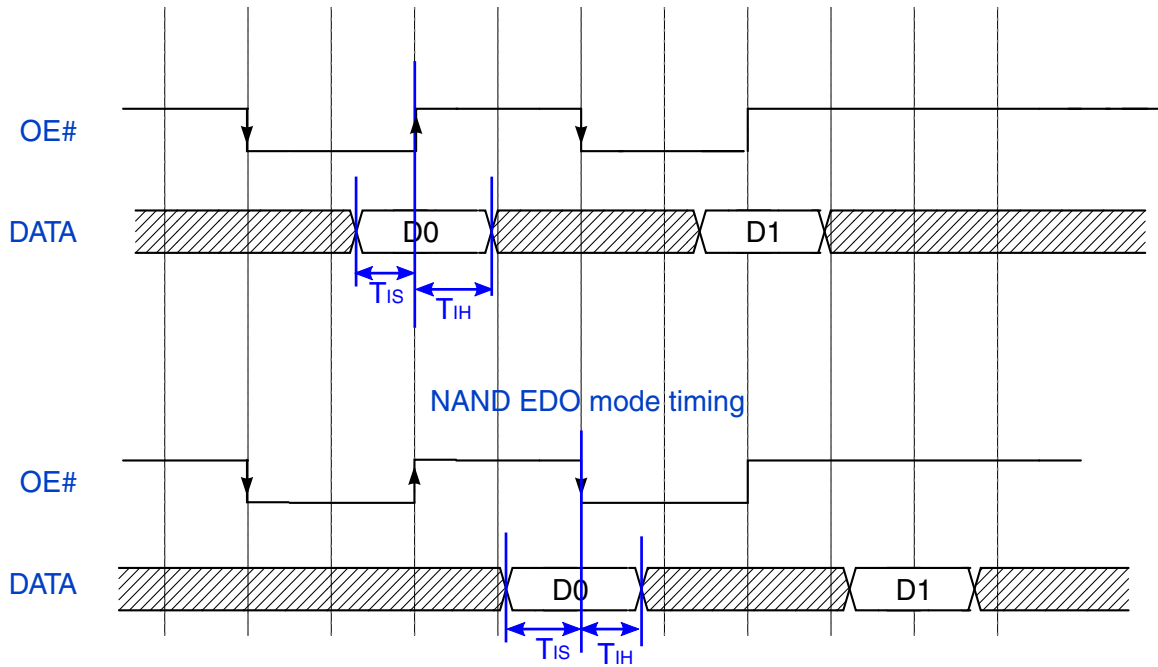 OE#
DATA
D0
D1
TIS
TIH
NAND EDO mode timing
OE#
DATA
D0
D1
TIS
TIH